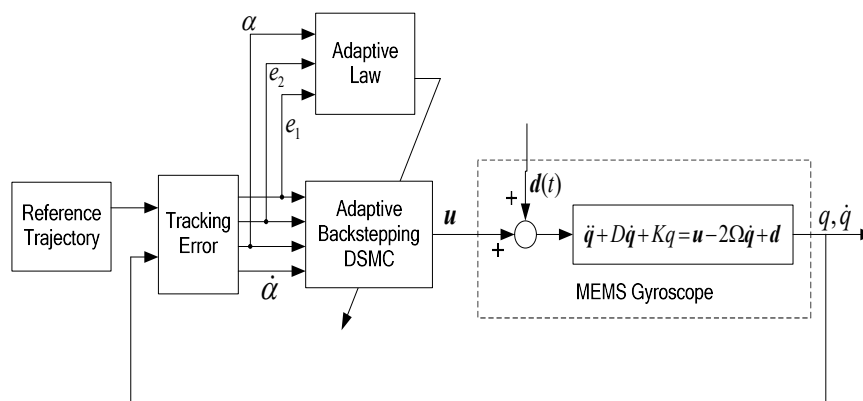 α
Adaptive
Law
e₂
e₁
d(t)
+
Reference
Trajectory
Tracking
Error
Adaptive
Backstepping
DSMC
u
+
q̈+Dq̇+Kq=u−2Ωq̇+d
q,q̇
α̇
MEMS Gyroscope